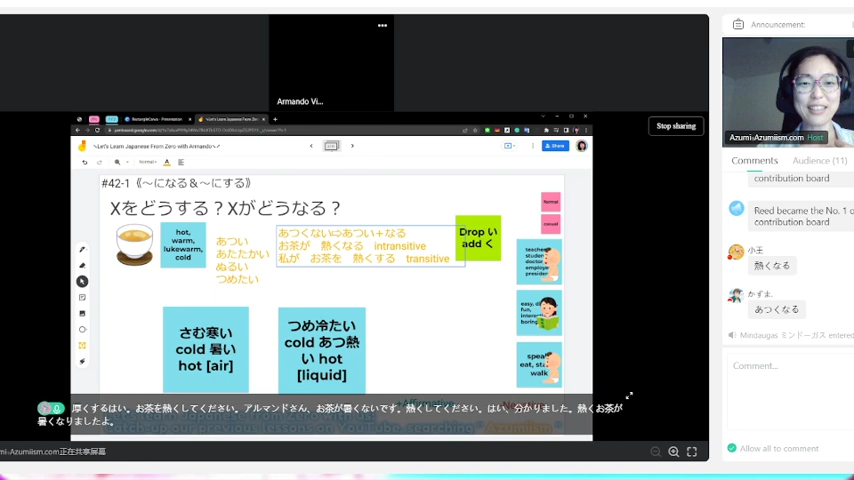 Announcement:
Armando Vi...
Azumi-Azumiism.com Host
Stop sharing
RectangleCanva - Presentation
~Let's Learn Japanese From Zero with Armando~
Share
Normal
#42-1《〜になる＆〜にする》
Xをどうする？Xがどうなる？
hot,
warm,
lukewarm,
cold
あつい
あたたかい
ぬるい
つめたい
あつくない⇨あつい＋なる
お茶が　熱くなる　intransitive
私が　お茶を　熱くする　transitive
Drop い
add く
formal
casual
teacher
doctor
employe
presiden
easy, d
fun,
interes
boring
spea
eat, stu
walk
さむ寒い
cold 暑い
hot [air]
つめ冷たい
cold あつ熱
い hot
[liquid]
厚くするはい。お茶を熱くしてください。アルマンドさん、お茶が暑くないです。熱くしてください。はい、分かりました。熱くお茶が
暑くなりましたよ。
mi-Azumiism.com正在共享屏幕
Comments
Audience (11)
contribution board
Reed became the No. 1 o
contribution board
小王
熱くなる
かず士
あつくなる
Mindaugas ミンドーガス entered
Comment...
Allow all to comment